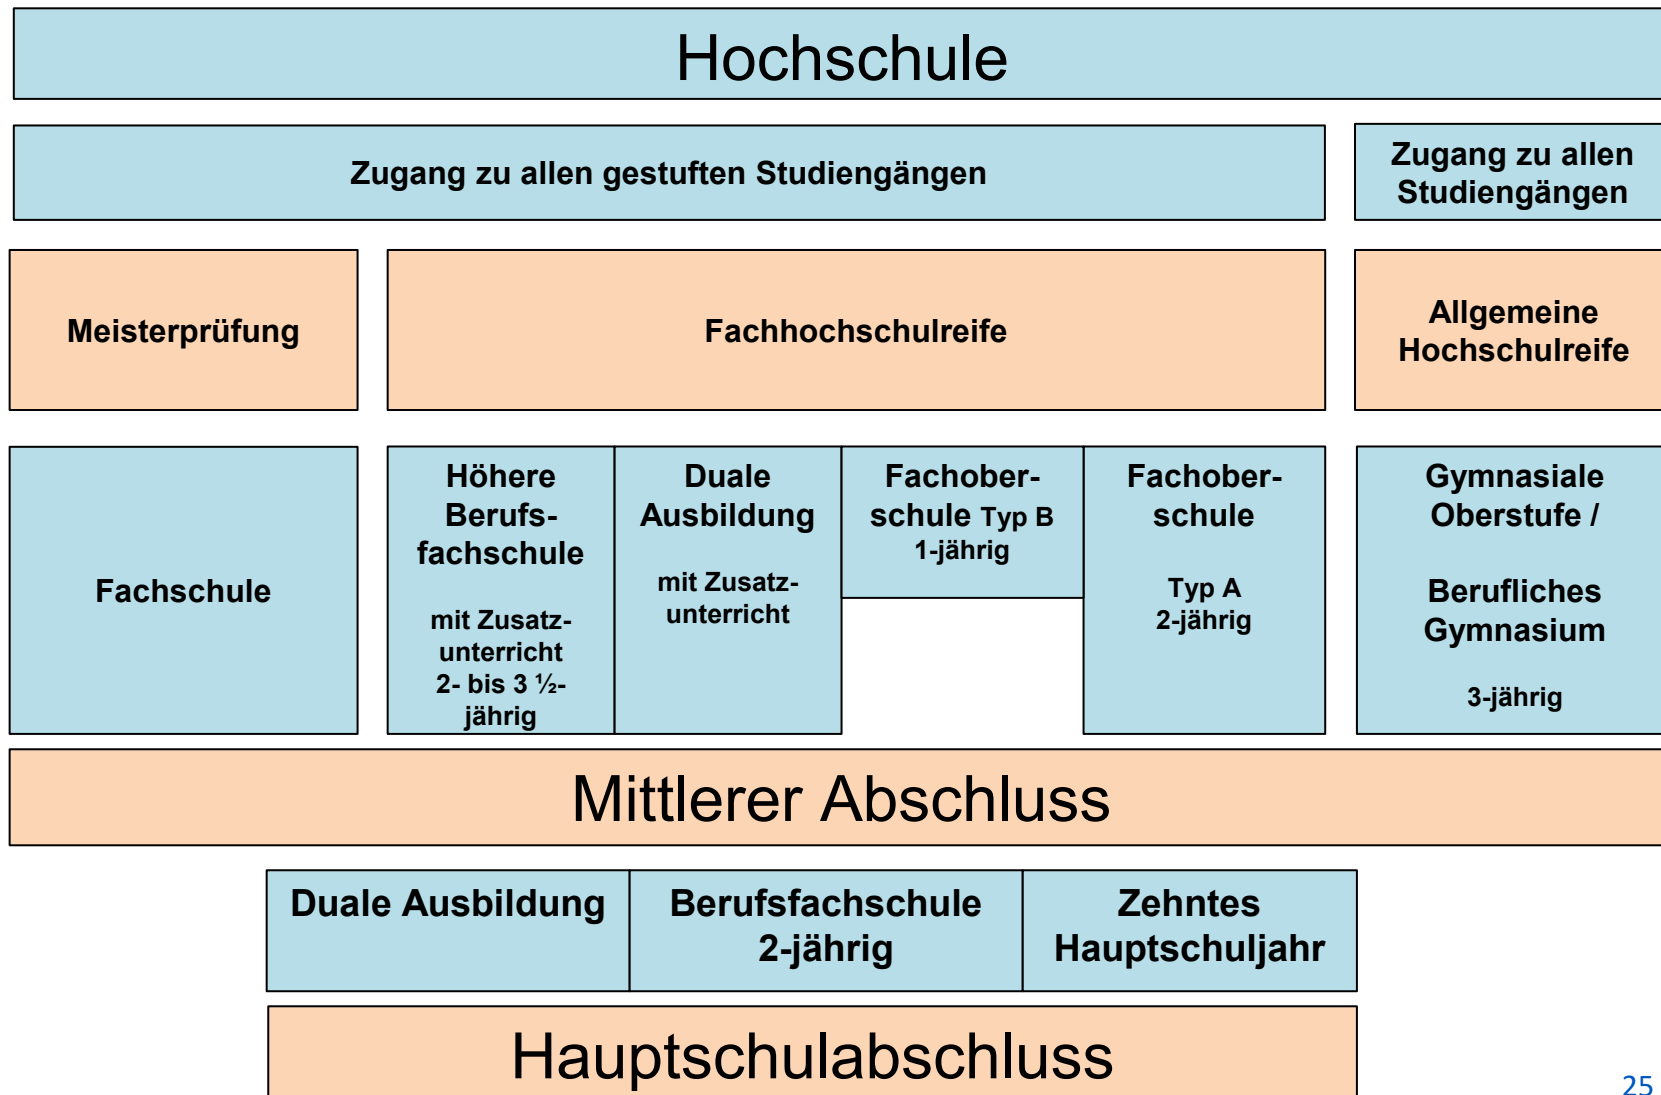 Hochschule
Zugang zu allen gestuften Studiengängen
Zugang zu allen
Studiengängen
Meisterprüfung
Fachhochschulreife
Allgemeine
Hochschulreife
Fachschule
Höhere
Berufs-
fachschule
mit Zusatz-
unterricht
2- bis 3 ½-
jährig
Duale
Ausbildung
mit Zusatz-
unterricht
Fachober-
schule Typ B
1-jährig
Fachober-
schule
Typ A
2-jährig
Gymnasiale
Oberstufe /
Berufliches
Gymnasium
3-jährig
Mittlerer Abschluss
Duale Ausbildung
Berufsfachschule
2-jährig
Zehntes
Hauptschuljahr
Hauptschulabschluss
25